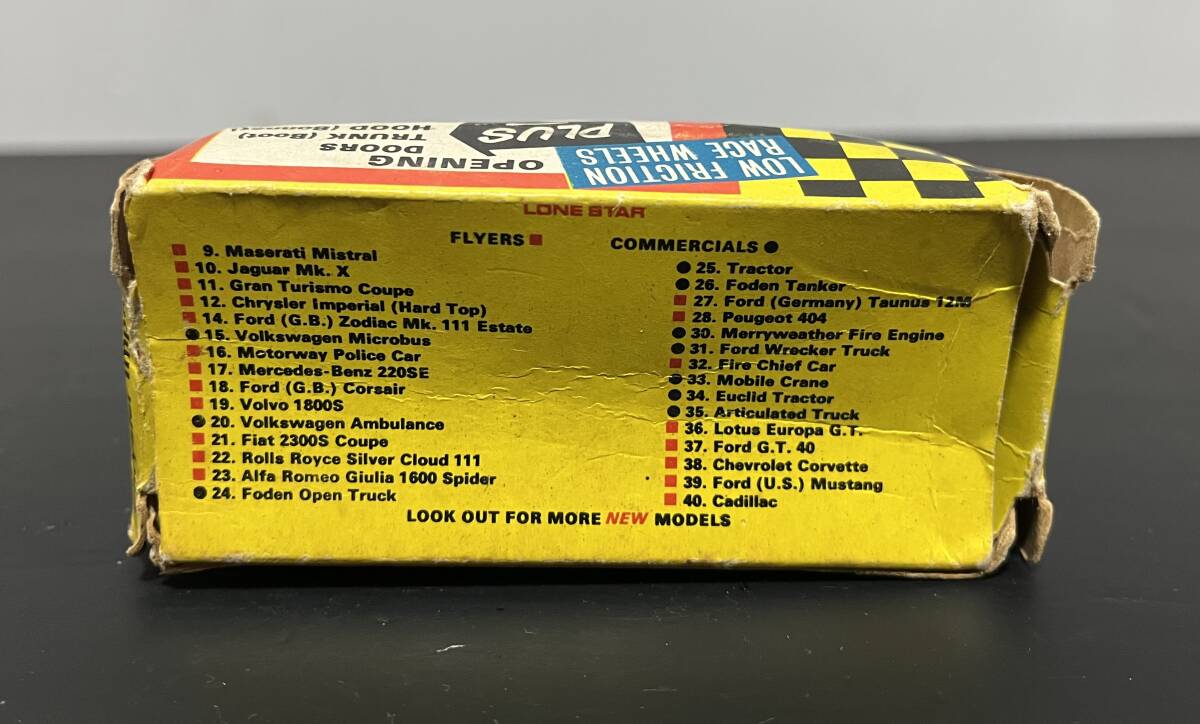 HOOD (Bonnet)
TRUNK (Boot)
DOORS
OPENING
PLUS
RACE WHEELS
LOW FRICTION
LONE STAR
FLYERS
COMMERCIALS
9. Maserati Mistral
10. Jaguar Mk. X
11. Gran Turismo Coupe
12. Chrysler Imperial (Hard Top)
14. Ford (G.B.) Zodiac Mk. 111 Estate
15. Volkswagen Microbus
16. Motorway Police Car
17. Mercedes-Benz 220SE
18. Ford (G.B.) Corsair
19. Volvo 1800S
20. Volkswagen Ambulance
21. Fiat 2300S Coupe
22. Rolls Royce Silver Cloud 111
23. Alfa Romeo Giulia 1600 Spider
24. Foden Open Truck
25. Tractor
26. Foden Tanker
27. Ford (Germany) Taunus 12M
28. Peugeot 404
30. Merryweather Fire Engine
31. Ford Wrecker Truck
32. Fire Chief Car
33. Mobile Crane
34. Euclid Tractor
35. Articulated Truck
36. Lotus Europa G.T.
37. Ford G.T. 40
38. Chevrolet Corvette
39. Ford (U.S.) Mustang
40. Cadillac
LOOK OUT FOR MORE NEW MODELS